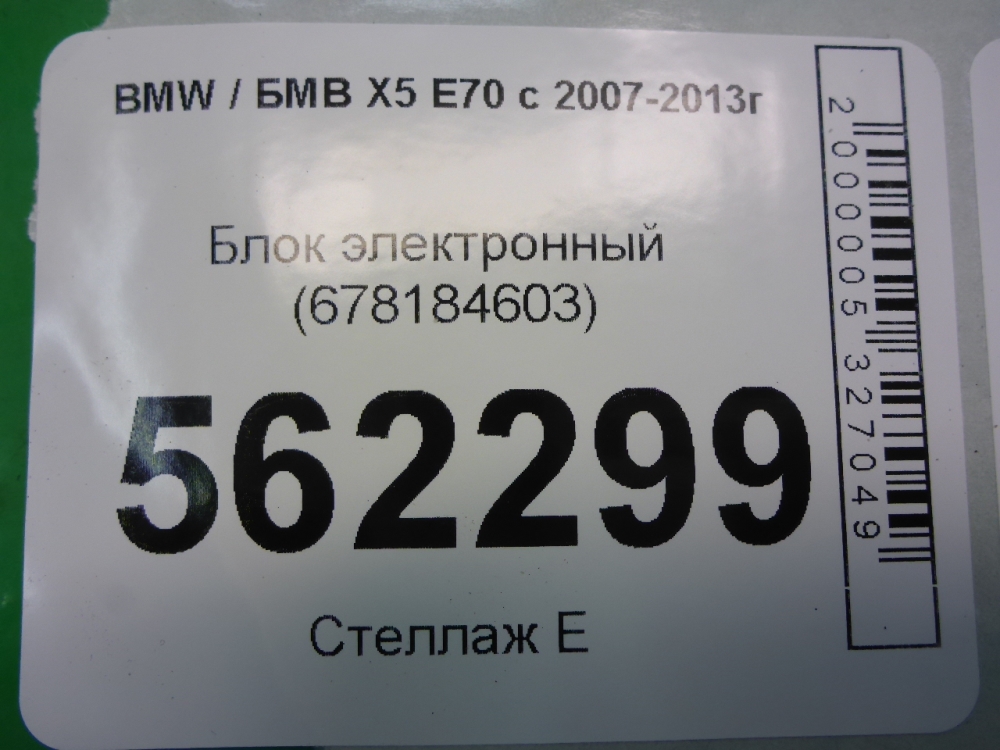 BMW / БМВ X5 E70 с 2007-2013г
Блок электронный
(678184603)
562299
Стеллаж Е
2000005327049